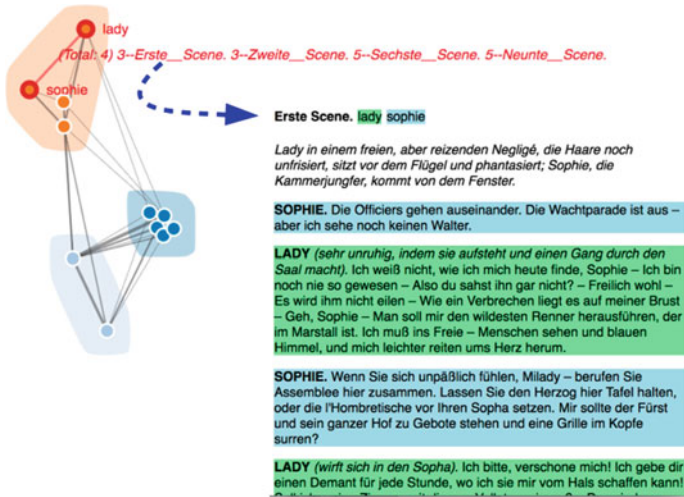 lady
(Total: 4) 3--Erste__Scene. 3--Zweite__Scene. 5--Sechste__Scene. 5--Neunte__Scene.
sophie
Erste Scene. lady sophie
Lady in einem freien, aber reizenden Negligé, die Haare noch
unfrisiert, sitzt vor dem Flügel und phantasiert; Sophie, die
Kammerjungfer, kommt von dem Fenster.
SOPHIE. Die Officiers gehen auseinander. Die Wachtparade ist aus –
aber ich sehe noch keinen Walter.
LADY (sehr unruhig, indem sie aufsteht und einen Gang durch den
Saal macht). Ich weiß nicht, wie ich mich heute finde, Sophie – Ich bin
noch nie so gewesen – Also du sahst ihn gar nicht? – Freilich wohl –
Es wird ihm nicht eilen – Wie ein Verbrechen liegt es auf meiner Brust
– Geh, Sophie – Man soll mir den wildesten Renner herausführen, der
im Marstall ist. Ich muß ins Freie – Menschen sehen und blauen
Himmel, und mich leichter reiten ums Herz herum.
SOPHIE. Wenn Sie sich unpäßlich fühlen, Milady – berufen Sie
Assemblee hier zusammen. Lassen Sie den Herzog hier Tafel halten,
oder die l'Hombretische vor Ihren Sopha setzen. Mir sollte der Fürst
und sein ganzer Hof zu Gebote stehen und eine Grille im Kopfe
surren?
LADY (wirft sich in den Sopha). Ich bitte, verschone mich! Ich gebe dir
einen Demant für jede Stunde, wo ich sie mir vom Hals schaffen kann!